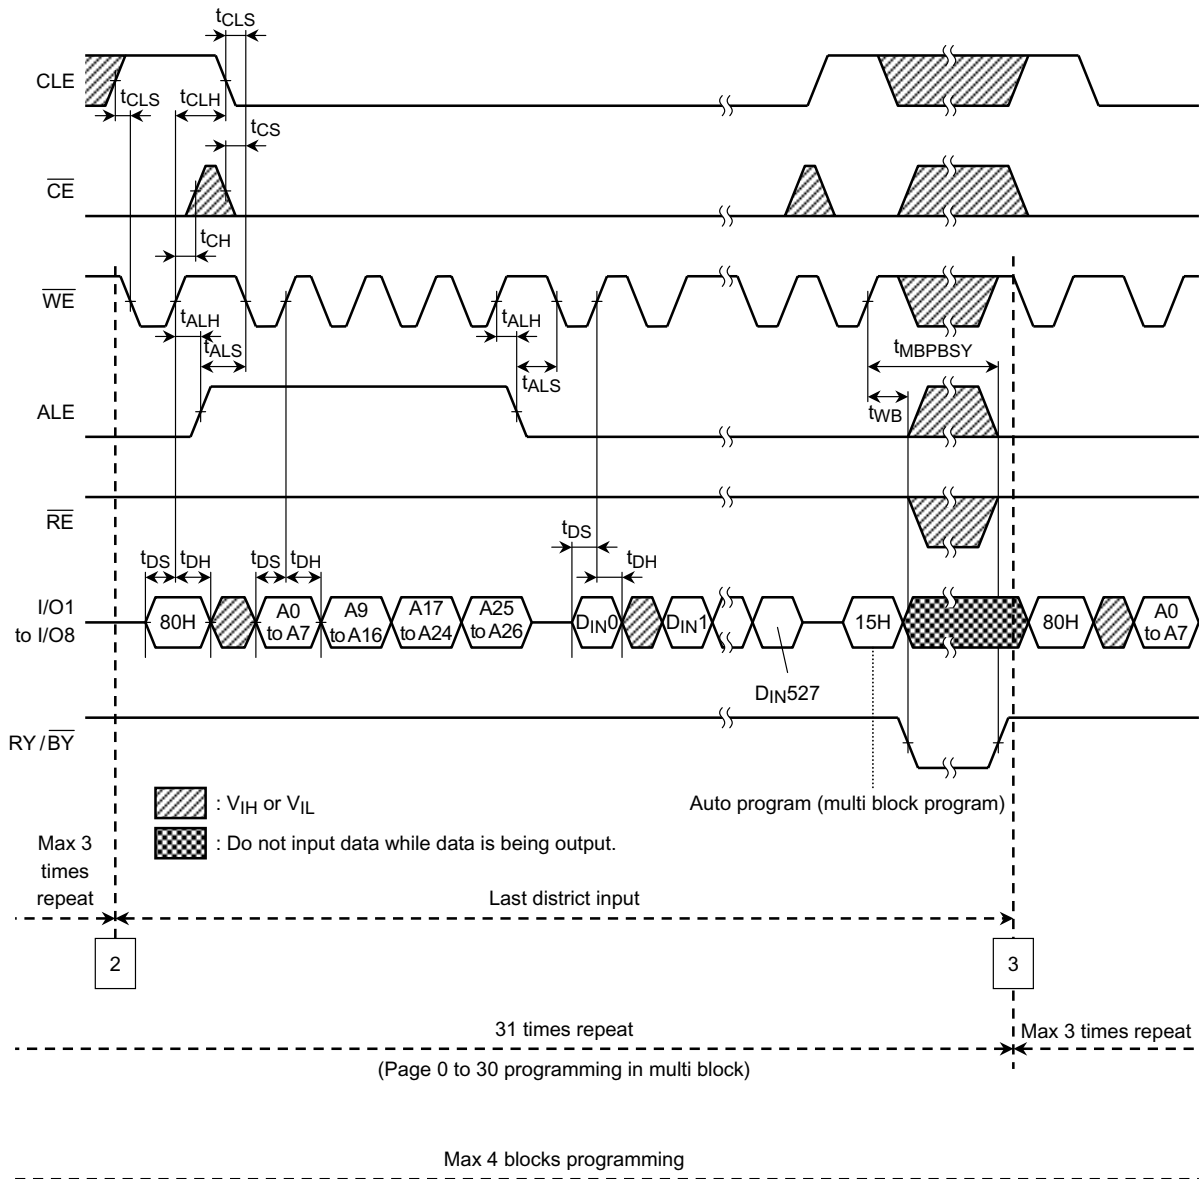 tCLS
CLE
tCLS
tCLH
tCS
CE
tCH
WE
tALH
tALH
tMBPBSY
tALS
tALS
ALE
tWB
RE
tDS
tDS
tDH
tDS
tDH
tDH
I/O1
to I/O8
80H
A0
to A7
A9
to A16
A17
to A24
A25
to A26
DIN0
DIN1
15H
80H
A0
to A7
DIN527
RY/BY
: VIH or VIL
Auto program (multi block program)
: Do not input data while data is being output.
Max 3
times
repeat
Last district input
2
3
31 times repeat
Max 3 times repeat
(Page 0 to 30 programming in multi block)
Max 4 blocks programming